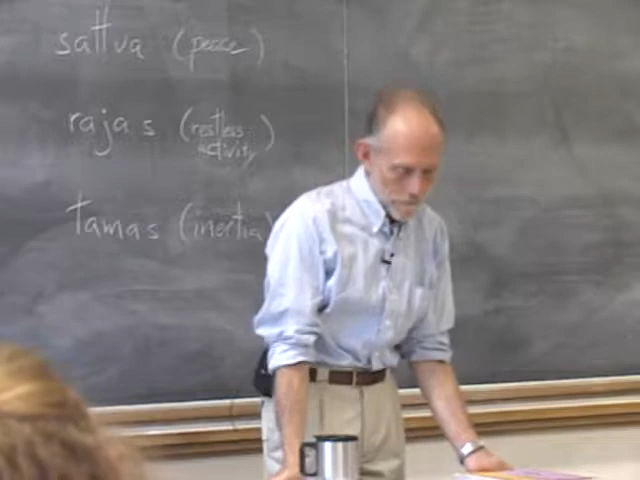 sattva (peace)
rajas (restless
activity)
tamas (inertia)